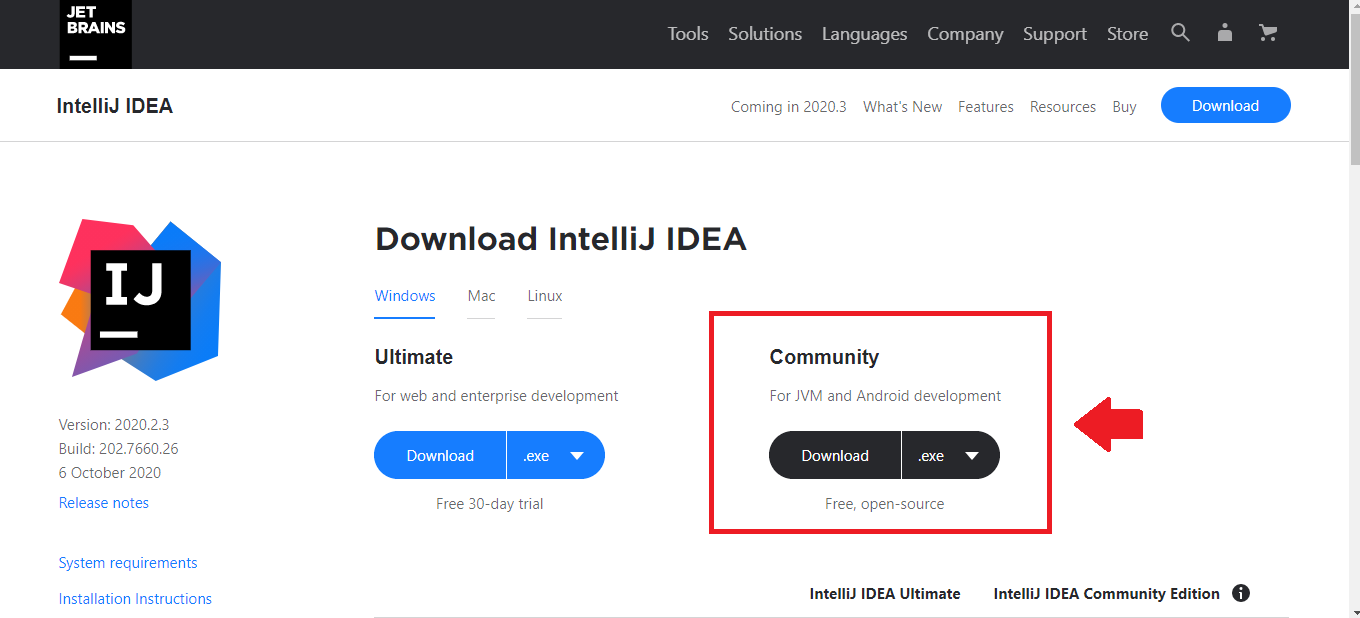 JET
BRAINS
Tools Solutions Languages Company Support Store
IntelliJ IDEA
Coming in 2020.3 What's New Features Resources Buy Download
IJ
Download IntelliJ IDEA
Windows Mac Linux
Ultimate
For web and enterprise development
Download .exe
Free 30-day trial
Community
For JVM and Android development
Download .exe
Free, open-source
Version: 2020.2.3
Build: 202.7660.26
6 October 2020
Release notes
System requirements
Installation Instructions
IntelliJ IDEA Ultimate IntelliJ IDEA Community Edition i